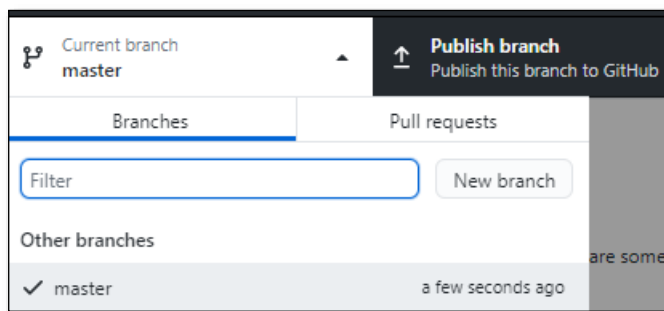 Current branch
master
Publish branch
Publish this branch to GitHub
Branches
Pull requests
Filter
New branch
Other branches
are some
master
a few seconds ago